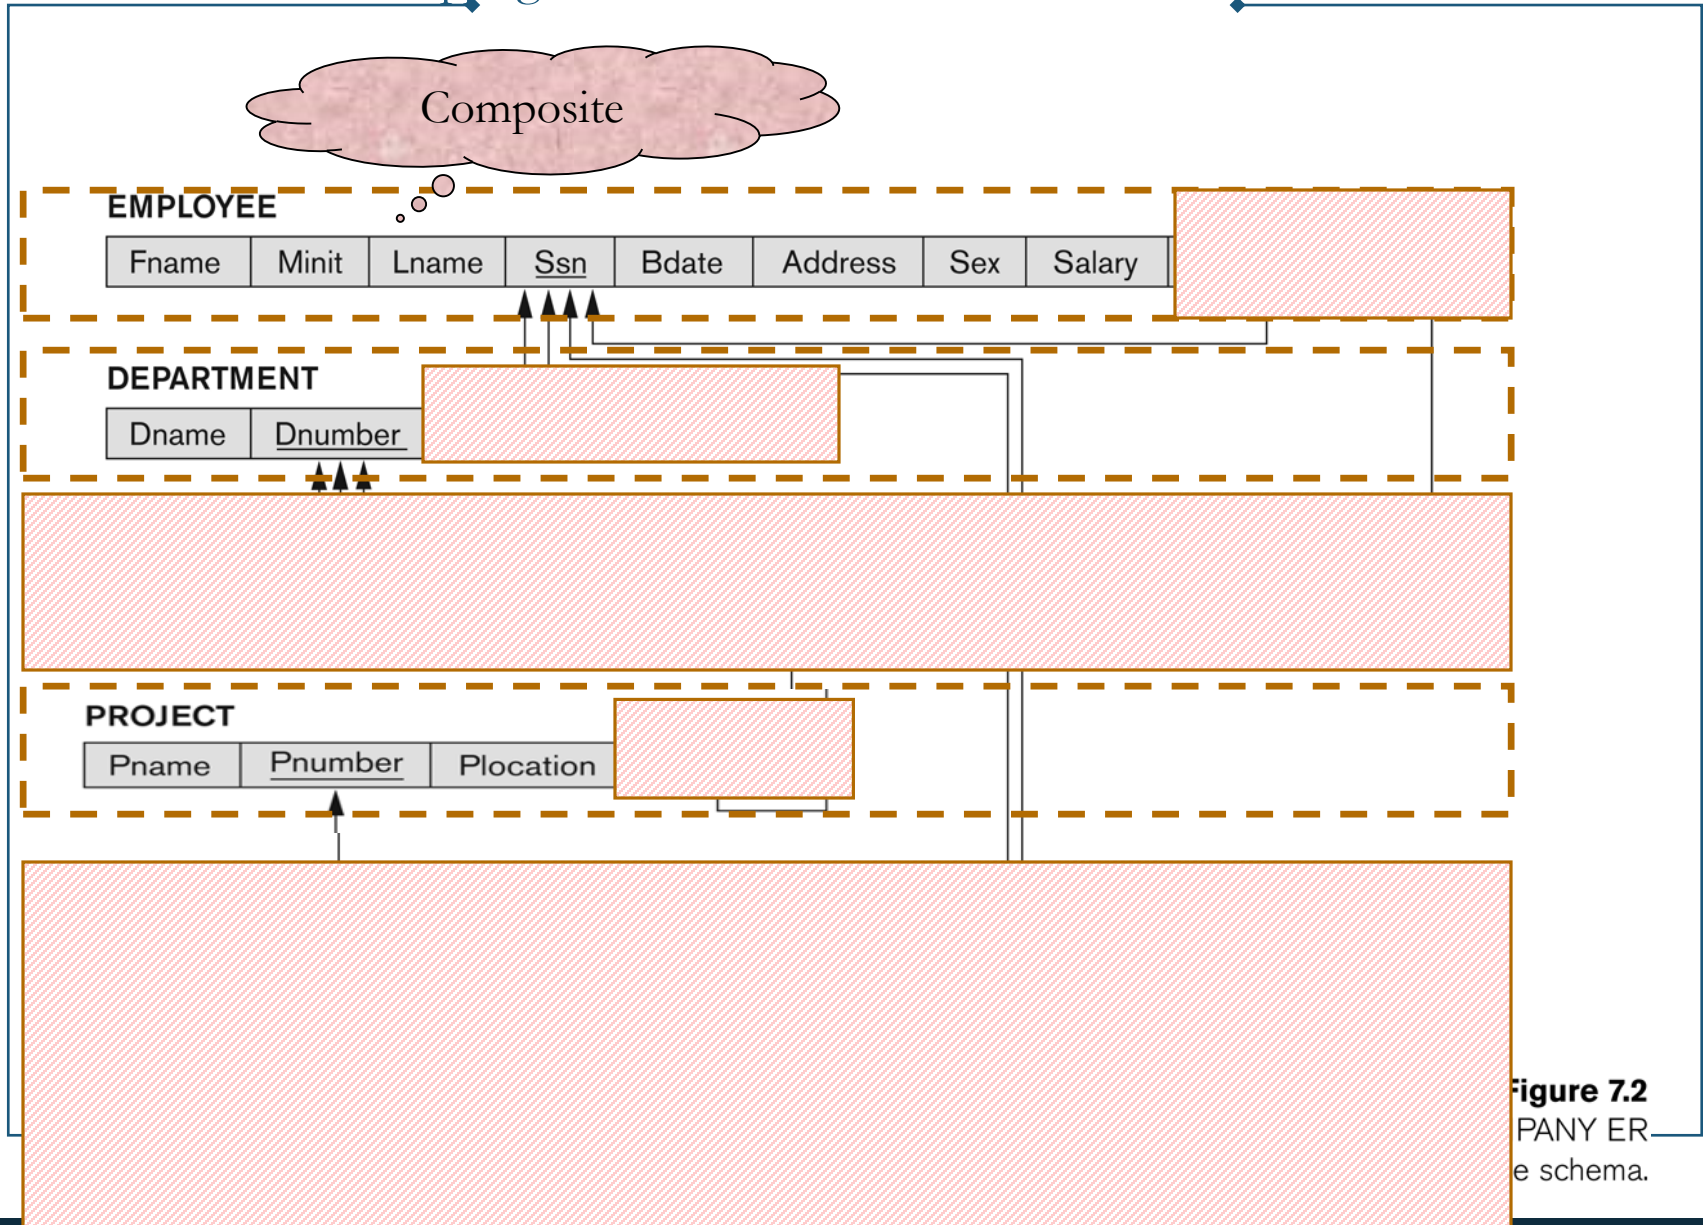 Composite
EMPLOYEE
Fname Minit Lname Ssn Bdate Address Sex Salary
DEPARTMENT
Dname Dnumber
PROJECT
Pname Pnumber Plocation
Figure 7.2
PANY ER
e schema.